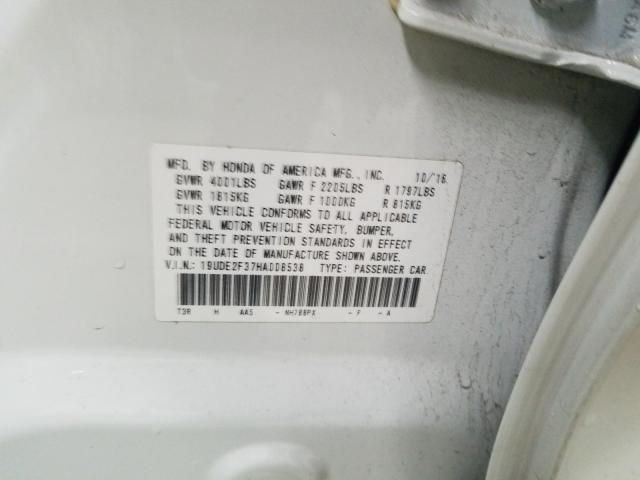 MFD. BY HONDA OF AMERICA MFG., INC. 10/16
GVWR 4001LBS GAWR F 2205LBS R 1797LBS
GVWR 1815KG GAWR F 1000KG R 815KG
THIS VEHICLE CONFORMS TO ALL APPLICABLE
FEDERAL MOTOR VEHICLE SAFETY, BUMPER,
AND THEFT PREVENTION STANDARDS IN EFFECT
ON THE DATE OF MANUFACTURE SHOWN ABOVE.
V.I.N.: 19UDE2F37HA008538 TYPE: PASSENGER CAR
T3R H AA5 - NH788PX - F - A